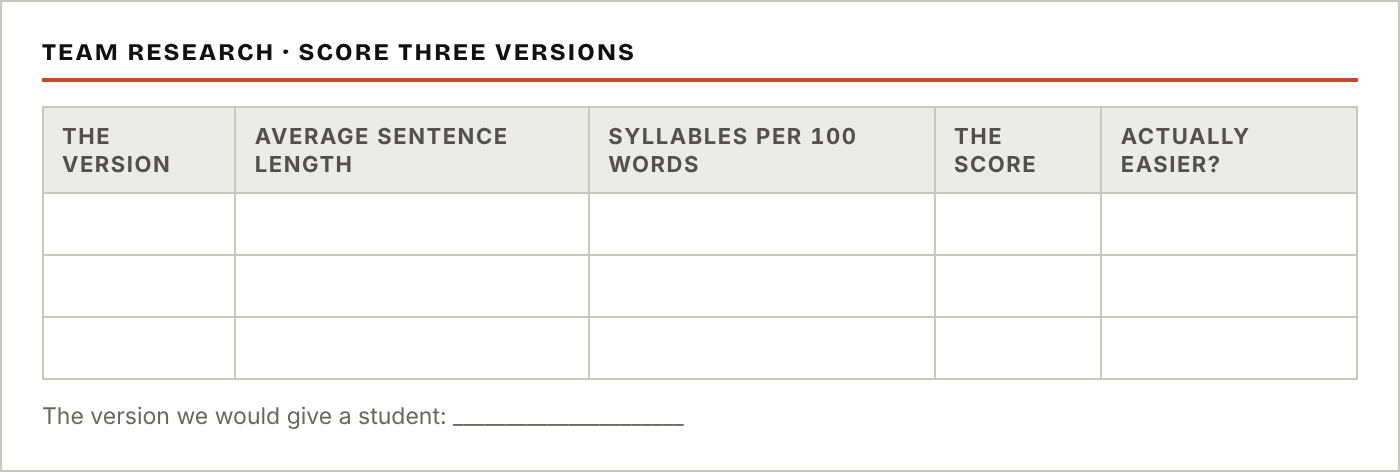 TEAM RESEARCH · SCORE THREE VERSIONS
THE VERSION
AVERAGE SENTENCE LENGTH
SYLLABLES PER 100 WORDS
THE SCORE
ACTUALLY EASIER?
The version we would give a student: ____________________